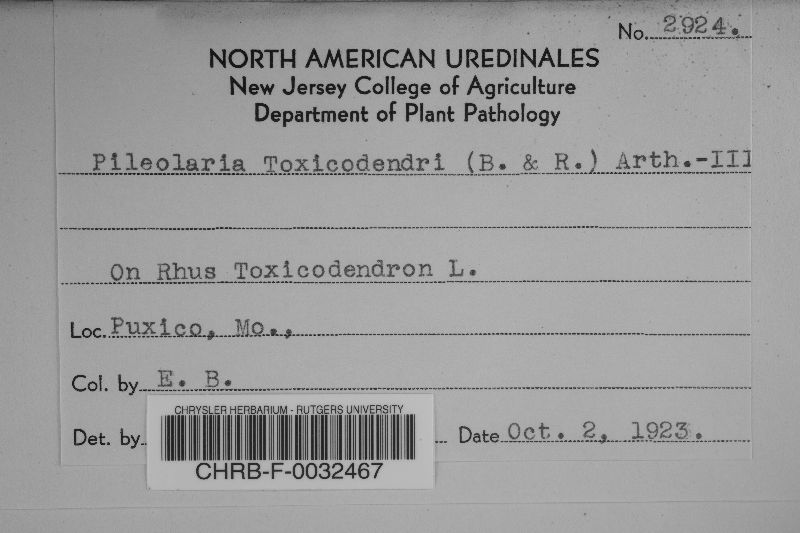 No. 2924.
NORTH AMERICAN UREDINALES
New Jersey College of Agriculture
Department of Plant Pathology
Pileolaria Toxicodendri (B. & R.) Arth.-III
On Rhus Toxicodendron L.
Loc. Puxico, Mo.,
Col. by E. B.
Det. by Date Oct. 2, 1923.
CHRYSLER HERBARIUM - RUTGERS UNIVERSITY
CHRB-F-0032467